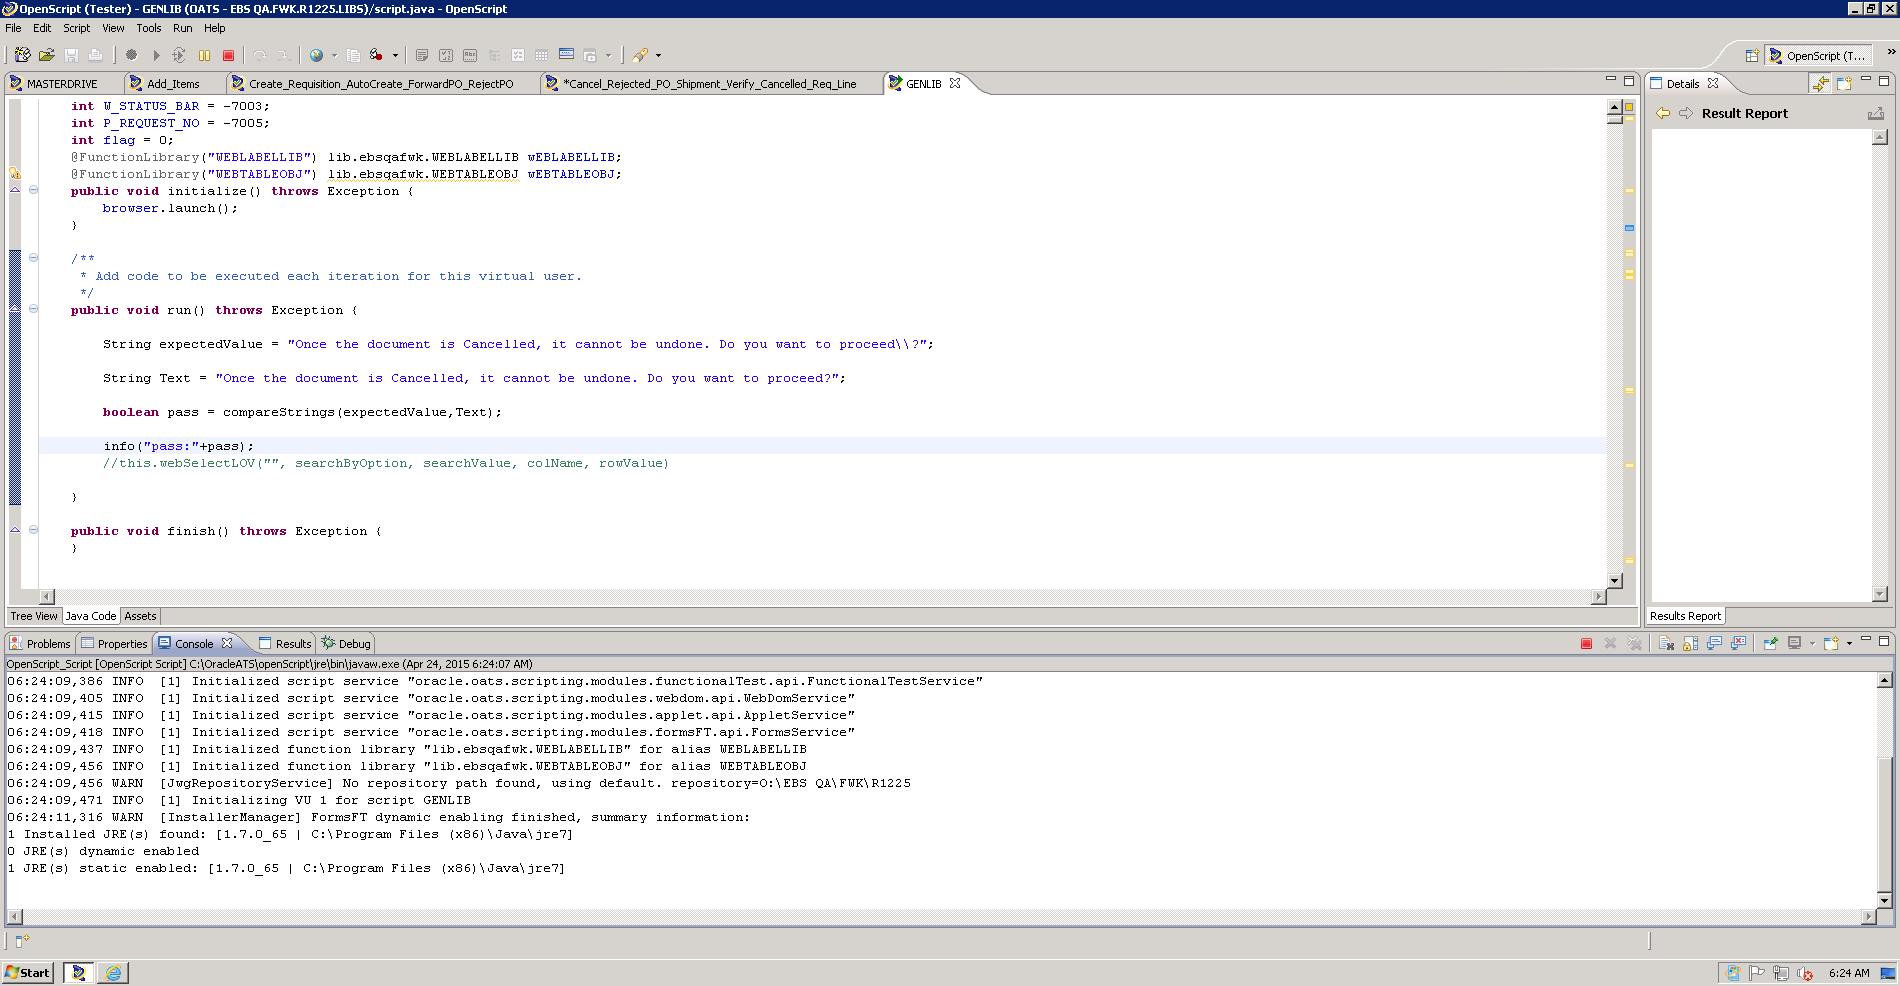 OpenScript (Tester) - GENLIB (OATS - EBS QA.FWK.R1225.LIBS)/script.java - OpenScript
File Edit Script View Tools Run Help
OpenScript (T...
MASTERDRIVE Add_Items Create_Requisition_AutoCreate_ForwardPO_RejectPO *Cancel_Rejected_PO_Shipment_Verify_Cancelled_Req_Line GENLIB
Details
Result Report
int W_STATUS_BAR = -7003;
int P_REQUEST_NO = -7005;
int flag = 0;
@FunctionLibrary("WEBLABELLIB") lib.ebsqafwk.WEBLABELLIB wEBLABELLIB;
@FunctionLibrary("WEBTABLEOBJ") lib.ebsqafwk.WEBTABLEOBJ wEBTABLEOBJ;
public void initialize() throws Exception {
browser.launch();
}
/**
* Add code to be executed each iteration for this virtual user.
*/
public void run() throws Exception {
String expectedValue = "Once the document is Cancelled, it cannot be undone. Do you want to proceed\\?";
String Text = "Once the document is Cancelled, it cannot be undone. Do you want to proceed?";
boolean pass = compareStrings(expectedValue,Text);
info("pass:"+pass);
//this.webSelectLOV("", searchByOption, searchValue, colName, rowValue)
}
public void finish() throws Exception {
}
Tree View Java Code Assets
Results Report
Problems Properties Console Results Debug
OpenScript_Script [OpenScript Script] C:\OracleATS\openScript\jre\bin\javaw.exe (Apr 24, 2015 6:24:07 AM)
06:24:09,386 INFO [1] Initialized script service "oracle.oats.scripting.modules.functionalTest.api.FunctionalTestService"
06:24:09,405 INFO [1] Initialized script service "oracle.oats.scripting.modules.webdom.api.WebDomService"
06:24:09,415 INFO [1] Initialized script service "oracle.oats.scripting.modules.applet.api.AppletService"
06:24:09,418 INFO [1] Initialized script service "oracle.oats.scripting.modules.formsFT.api.FormsService"
06:24:09,437 INFO [1] Initialized function library "lib.ebsqafwk.WEBLABELLIB" for alias WEBLABELLIB
06:24:09,456 INFO [1] Initialized function library "lib.ebsqafwk.WEBTABLEOBJ" for alias WEBTABLEOBJ
06:24:09,456 WARN [JwgRepositoryService] No repository path found, using default. repository=O:\EBS QA\FWK\R1225
06:24:09,471 INFO [1] Initializing VU 1 for script GENLIB
06:24:11,316 WARN [InstallerManager] FormsFT dynamic enabling finished, summary information:
1 Installed JRE(s) found: [1.7.0_65 | C:\Program Files (x86)\Java\jre7]
0 JRE(s) dynamic enabled
1 JRE(s) static enabled: [1.7.0_65 | C:\Program Files (x86)\Java\jre7]
Start
6:24 AM